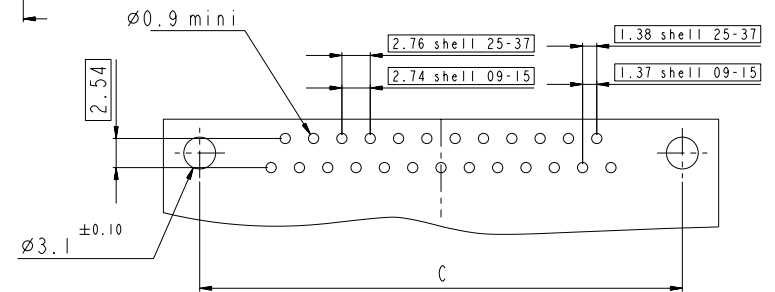 Ø0.9 mini
2.76 shell 25-37
1.38 shell 25-37
2.74 shell 09-15
1.37 shell 09-15
2.54
Ø3.1 ±0.10
C